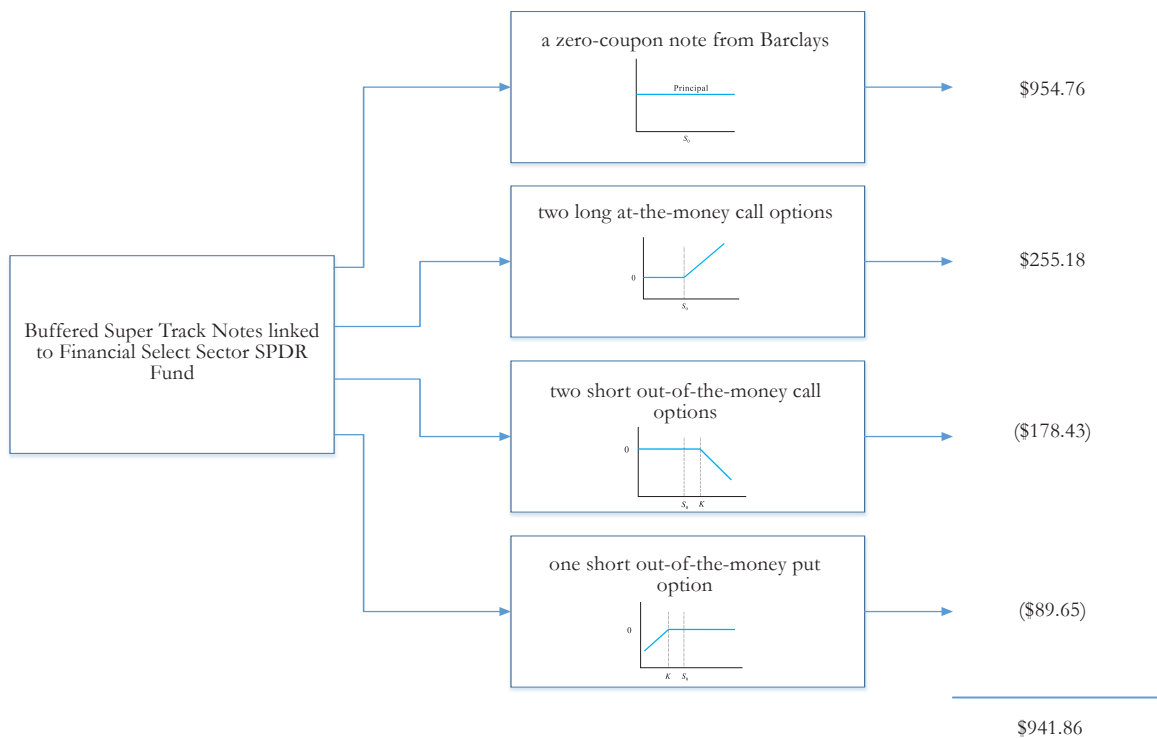 a zero-coupon note from Barclays
Principal
S₀
$954.76
two long at-the-money call options
0
S₀
$255.18
Buffered Super Track Notes linked
to Financial Select Sector SPDR
Fund
two short out-of-the-money call
options
0
S₀ K
($178.43)
one short out-of-the-money put
option
0
K S₀
($89.65)
$941.86